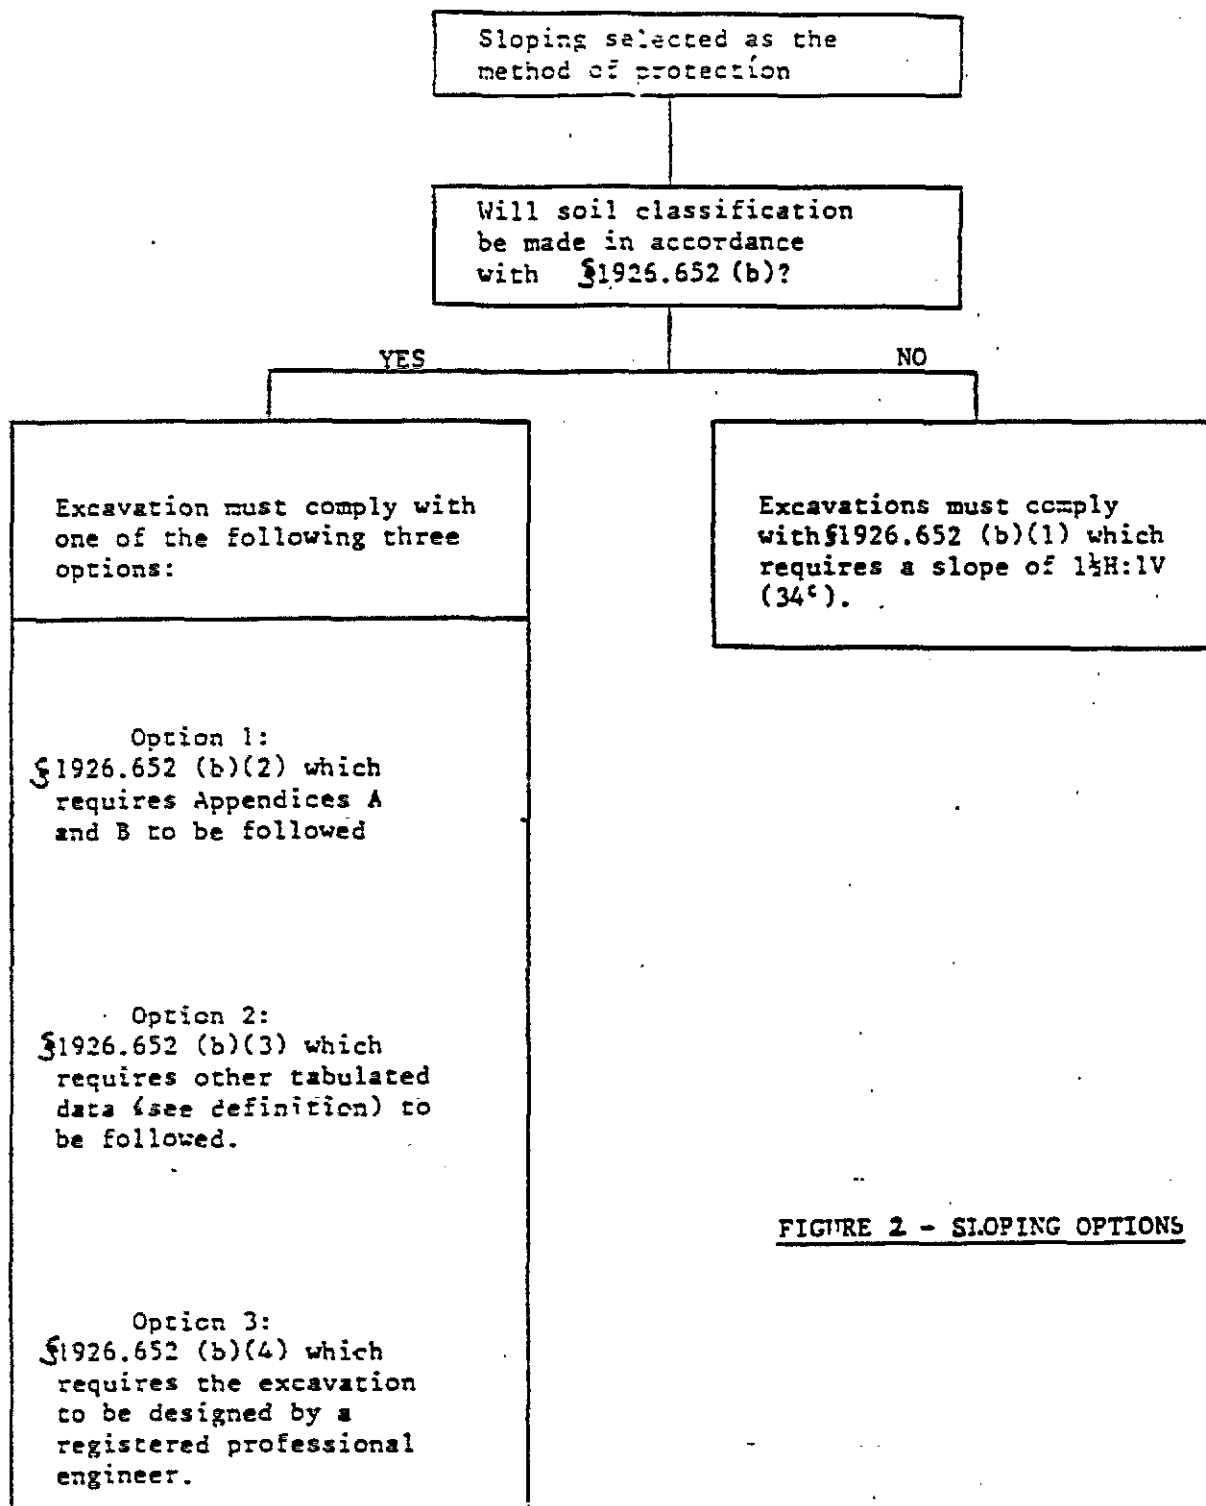 Sloping selected as the
method of protection
Will soil classification
be made in accordance
with §1926.652 (b)?
YES
NO
Excavation must comply with
one of the following three
options:
Excavations must comply
with §1926.652 (b)(1) which
requires a slope of 1½H:1V
(34°).
Option 1:
§1926.652 (b)(2) which
requires Appendices A
and B to be followed
Option 2:
§1926.652 (b)(3) which
requires other tabulated
data (see definition) to
be followed.
Option 3:
§1926.652 (b)(4) which
requires the excavation
to be designed by a
registered professional
engineer.
FIGURE 2 - SLOPING OPTIONS